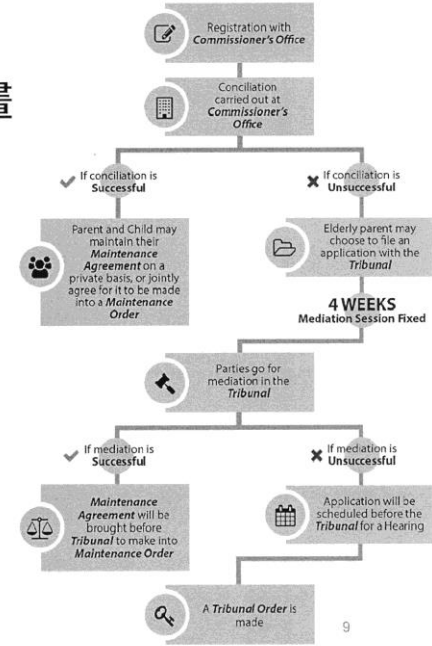 Registration with
Commissioner's Office
Conciliation
carried out at
Commissioner's
Office
If conciliation is
Successful
If conciliation is
Unsuccessful
Parent and Child may
maintain their
Maintenance
Agreement on a
private basis, or jointly
agree for it to be made
into a Maintenance
Order
Elderly parent may
choose to file an
application with the
Tribunal
4 WEEKS
Mediation Session Fixed
Parties go for
mediation in the
Tribunal
If mediation is
Successful
If mediation is
Unsuccessful
Maintenance
Agreement will be
brought before
Tribunal to make into
Maintenance Order
Application will be
scheduled before the
Tribunal for a Hearing
A Tribunal Order is
made
9